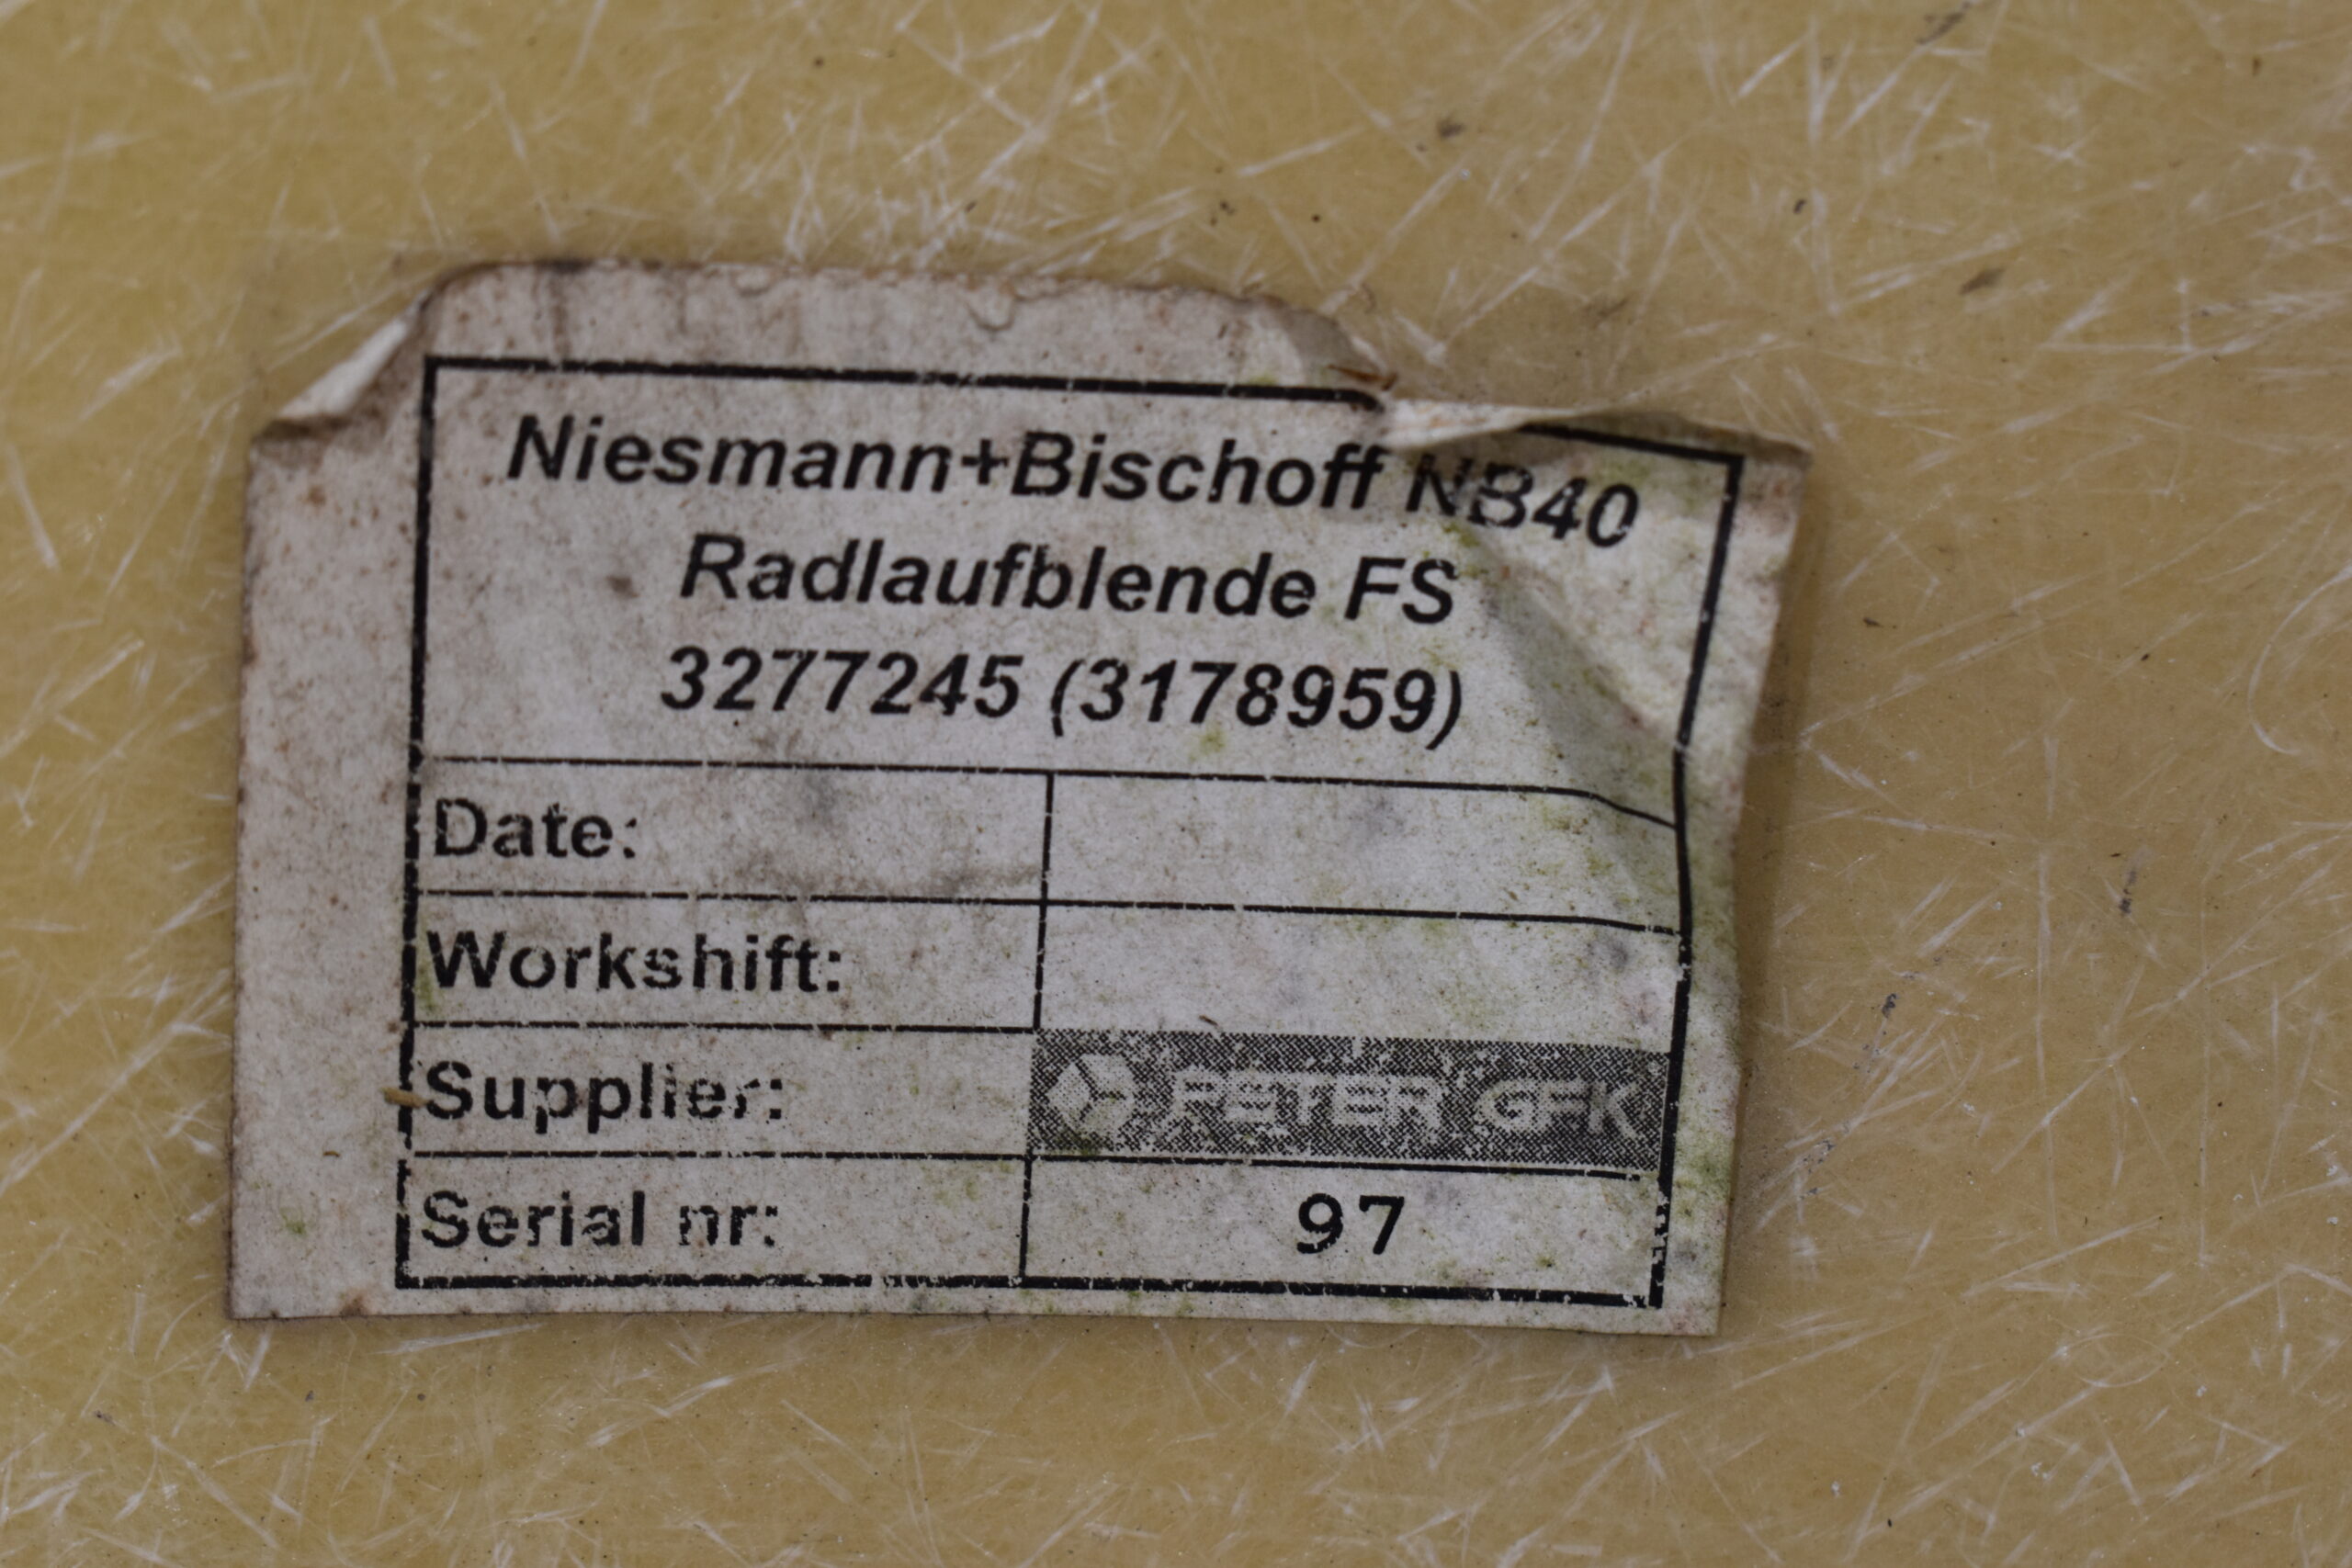 Niesmann+Bischoff NB40
Radlaufblende FS
3277245 (3178959)
Date:
Workshift:
Supplier: PETER GFK
Serial nr: 97